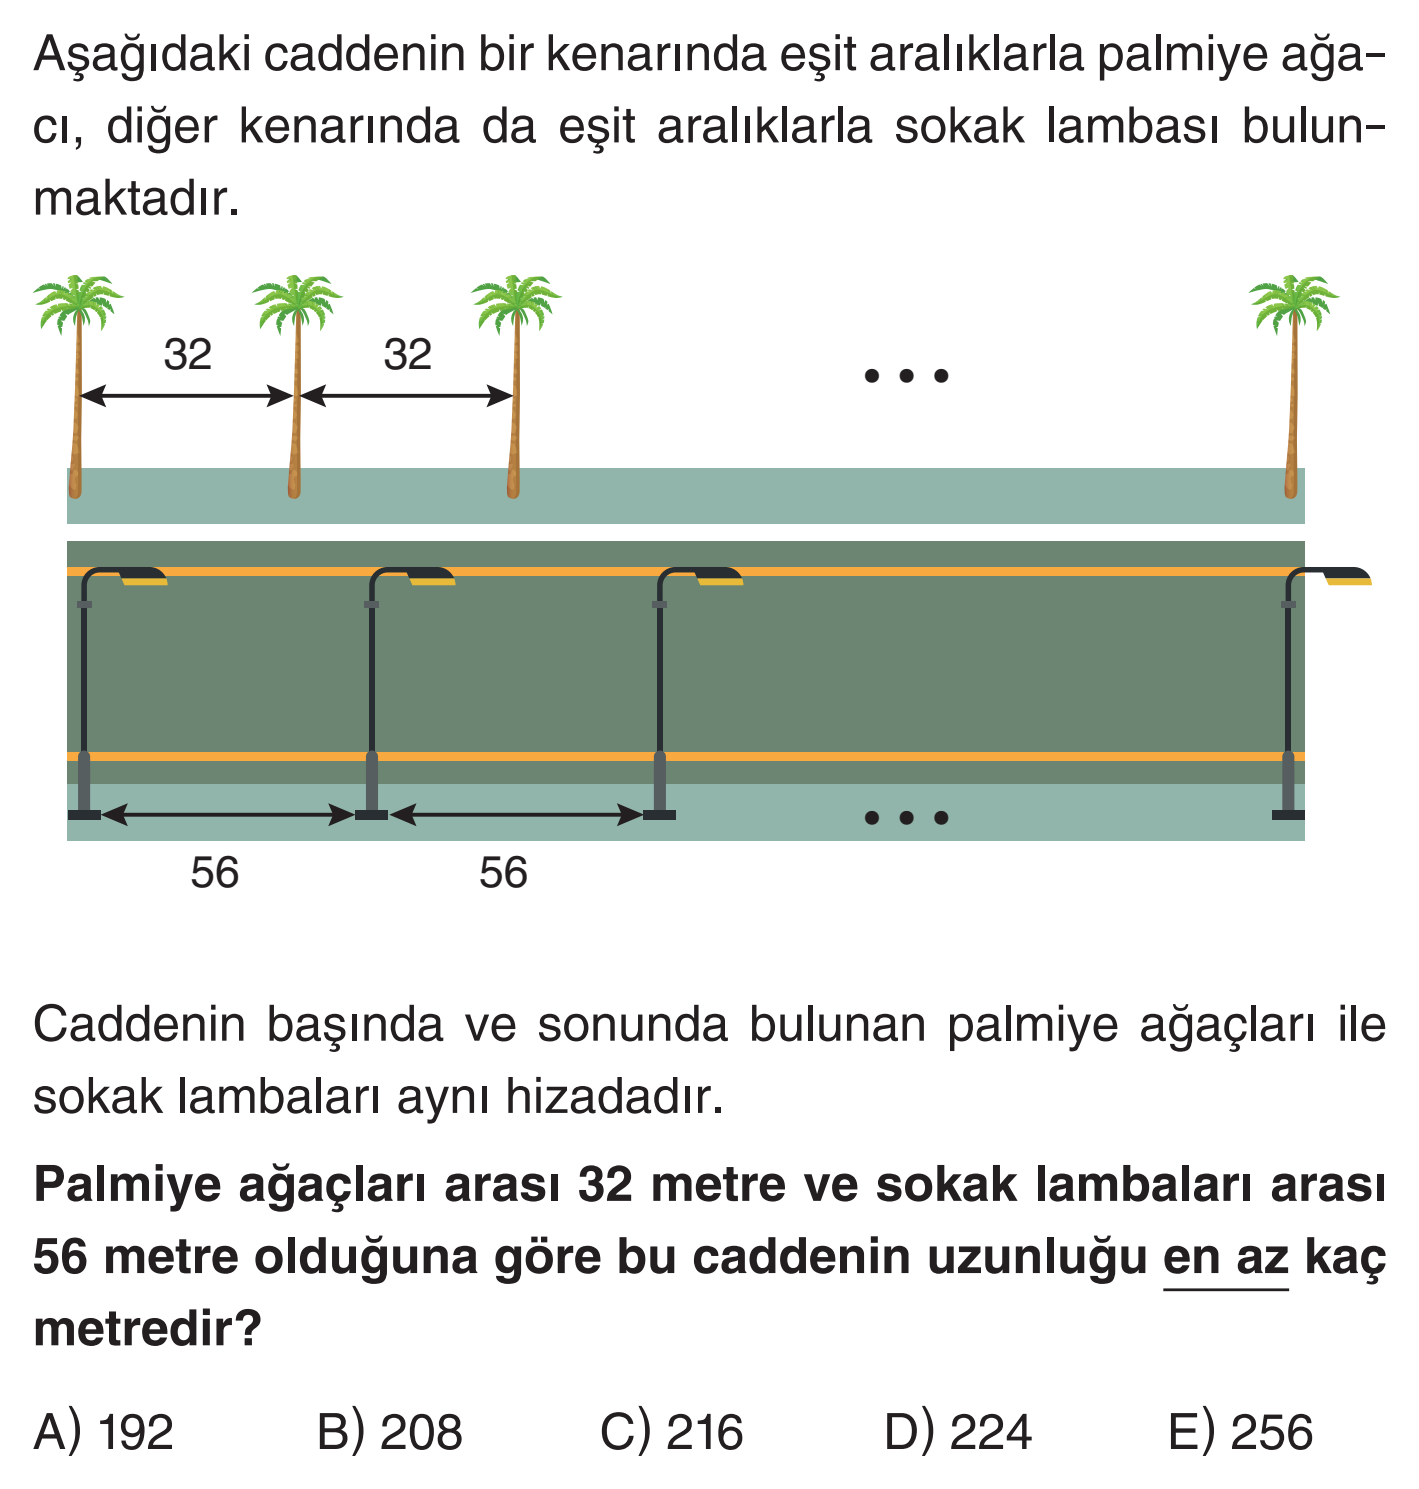 Aşağıdaki caddenin bir kenarında eşit aralıklarla palmiye ağa-
cı, diğer kenarında da eşit aralıklarla sokak lambası bulun-
maktadır.
32 32
56 56
Caddenin başında ve sonunda bulunan palmiye ağaçları ile
sokak lambaları aynı hizadadır.
Palmiye ağaçları arası 32 metre ve sokak lambaları arası
56 metre olduğuna göre bu caddenin uzunluğu en az kaç
metredir?
A) 192 B) 208 C) 216 D) 224 E) 256